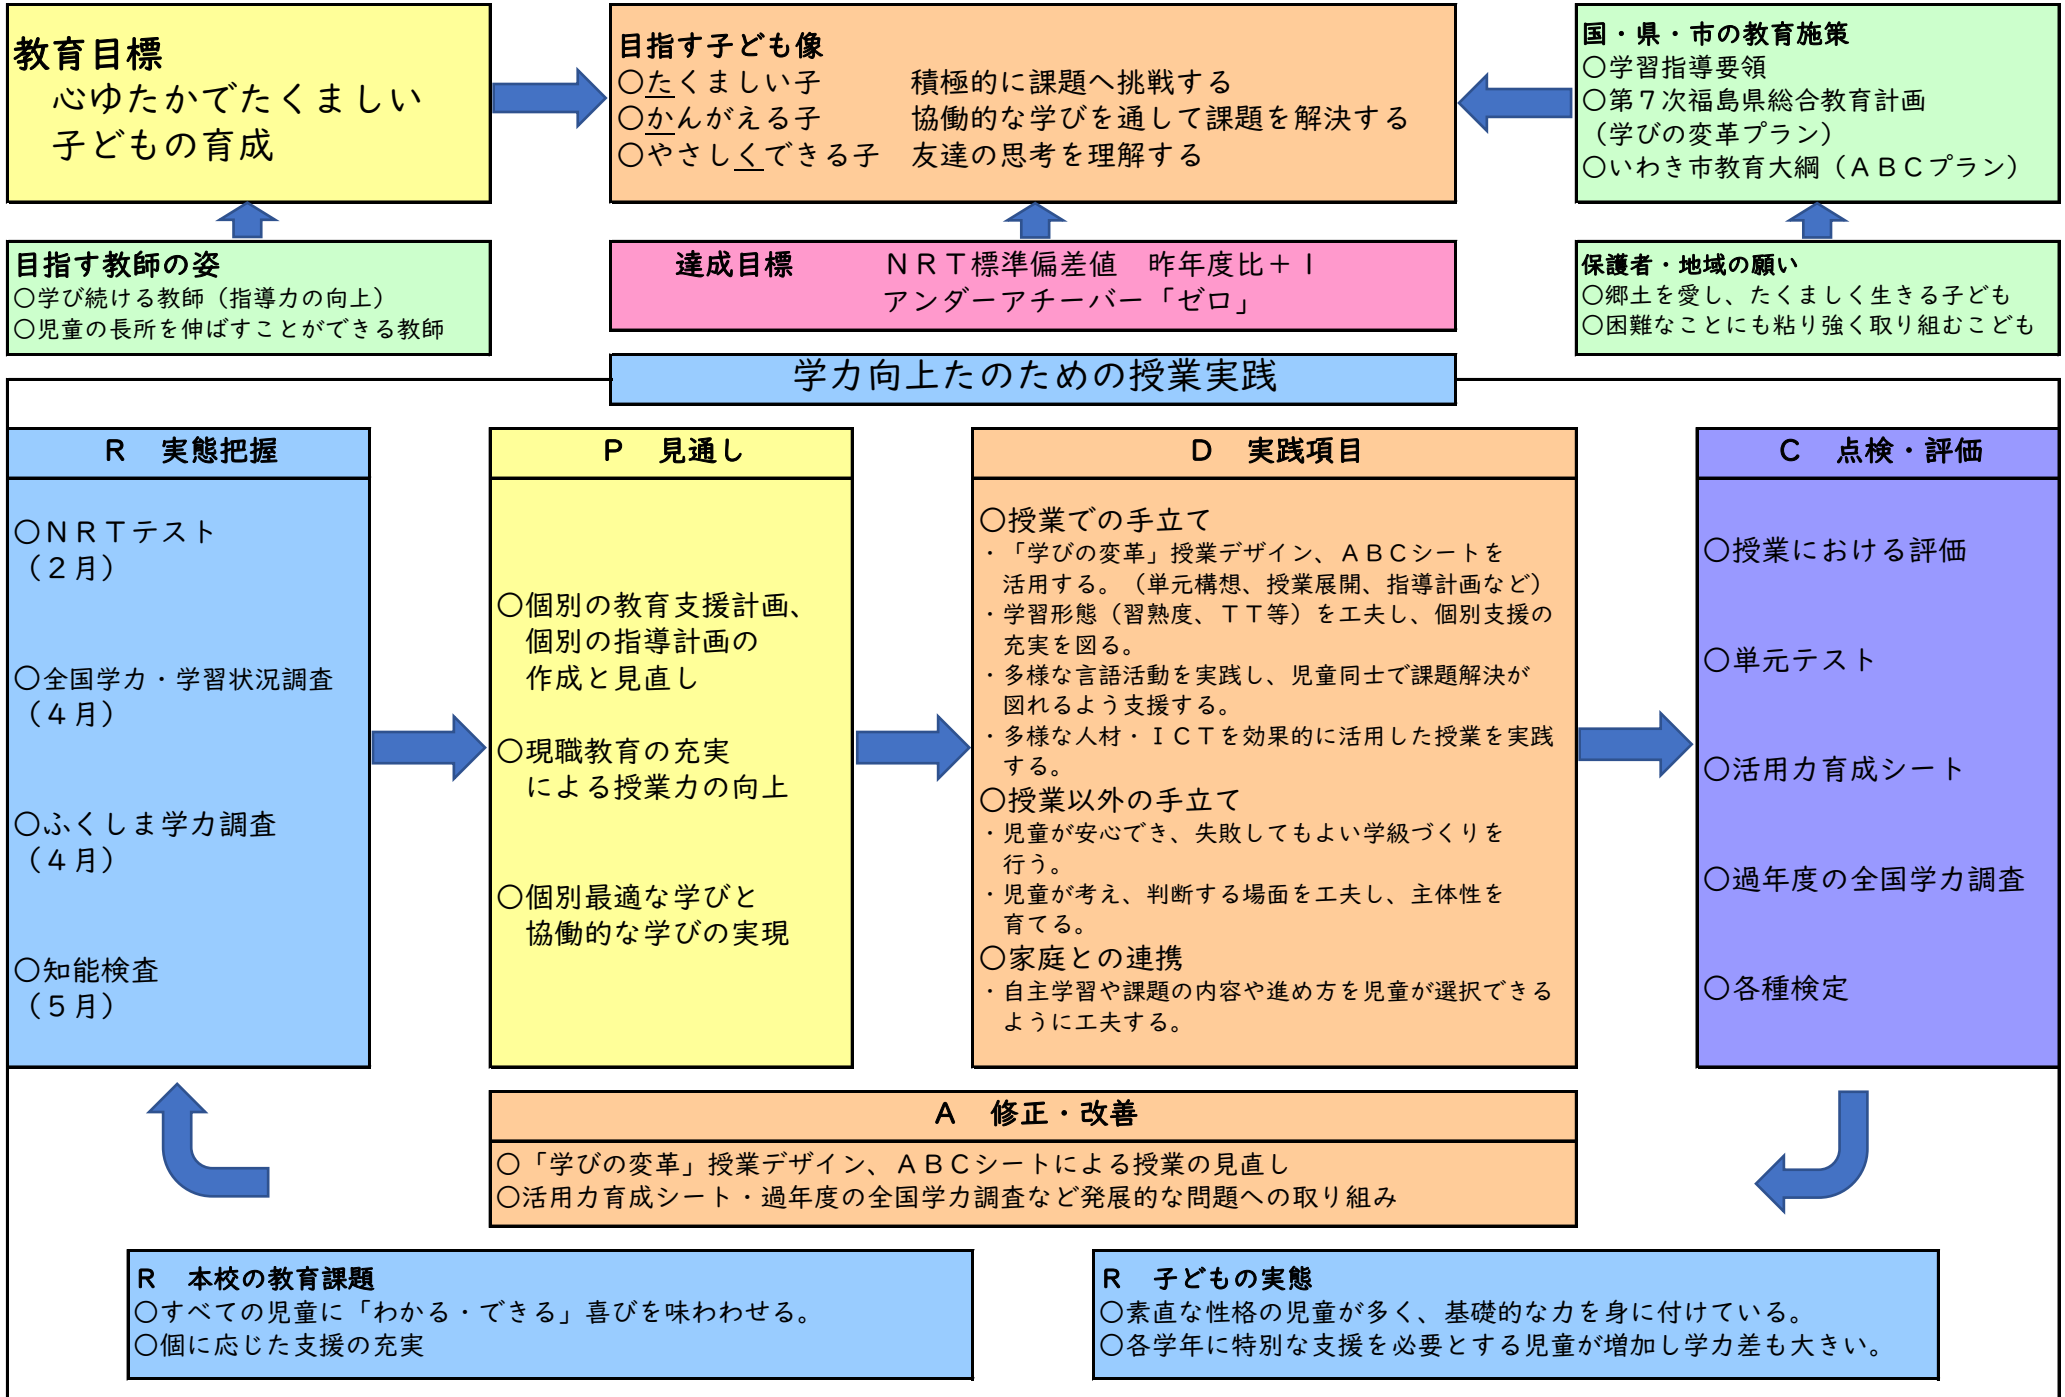 教育目標
心ゆたかでたくましい
子どもの育成
目指す子ども像
○たくましい子　　　積極的に課題へ挑戦する
○かんがえる子　　　協働的な学びを通して課題を解決する
○やさしくできる子　友達の思考を理解する
国・県・市の教育施策
○学習指導要領
○第７次福島県総合教育計画
（学びの変革プラン）
○いわき市教育大綱（ＡＢＣプラン）
目指す教師の姿
○学び続ける教師（指導力の向上）
○児童の長所を伸ばすことができる教師
達成目標　　　ＮＲＴ標準偏差値　昨年度比＋１
アンダーアチーバー「ゼロ」
保護者・地域の願い
○郷土を愛し、たくましく生きる子ども
○困難なことにも粘り強く取り組むこども
学力向上たのための授業実践
Ｒ　実態把握
○ＮＲＴテスト
（２月）
○全国学力・学習状況調査
（４月）
○ふくしま学力調査
（４月）
○知能検査
（５月）
Ｐ　見通し
○個別の教育支援計画、
個別の指導計画の
作成と見直し
○現職教育の充実
による授業力の向上
○個別最適な学びと
協働的な学びの実現
Ｄ　実践項目
○授業での手立て
・「学びの変革」授業デザイン、ＡＢＣシートを
活用する。（単元構想、授業展開、指導計画など）
・学習形態（習熟度、ＴＴ等）を工夫し、個別支援の
充実を図る。
・多様な言語活動を実践し、児童同士で課題解決が
図れるよう支援する。
・多様な人材・ＩＣＴを効果的に活用した授業を実践
する。
○授業以外の手立て
・児童が安心でき、失敗してもよい学級づくりを
行う。
・児童が考え、判断する場面を工夫し、主体性を
育てる。
○家庭との連携
・自主学習や課題の内容や進め方を児童が選択できる
ように工夫する。
Ｃ　点検・評価
○授業における評価
○単元テスト
○活用力育成シート
○過年度の全国学力調査
○各種検定
Ａ　修正・改善
○「学びの変革」授業デザイン、ＡＢＣシートによる授業の見直し
○活用力育成シート・過年度の全国学力調査など発展的な問題への取り組み
Ｒ　本校の教育課題
○すべての児童に「わかる・できる」喜びを味わわせる。
○個に応じた支援の充実
Ｒ　子どもの実態
○素直な性格の児童が多く、基礎的な力を身に付けている。
○各学年に特別な支援を必要とする児童が増加し学力差も大きい。